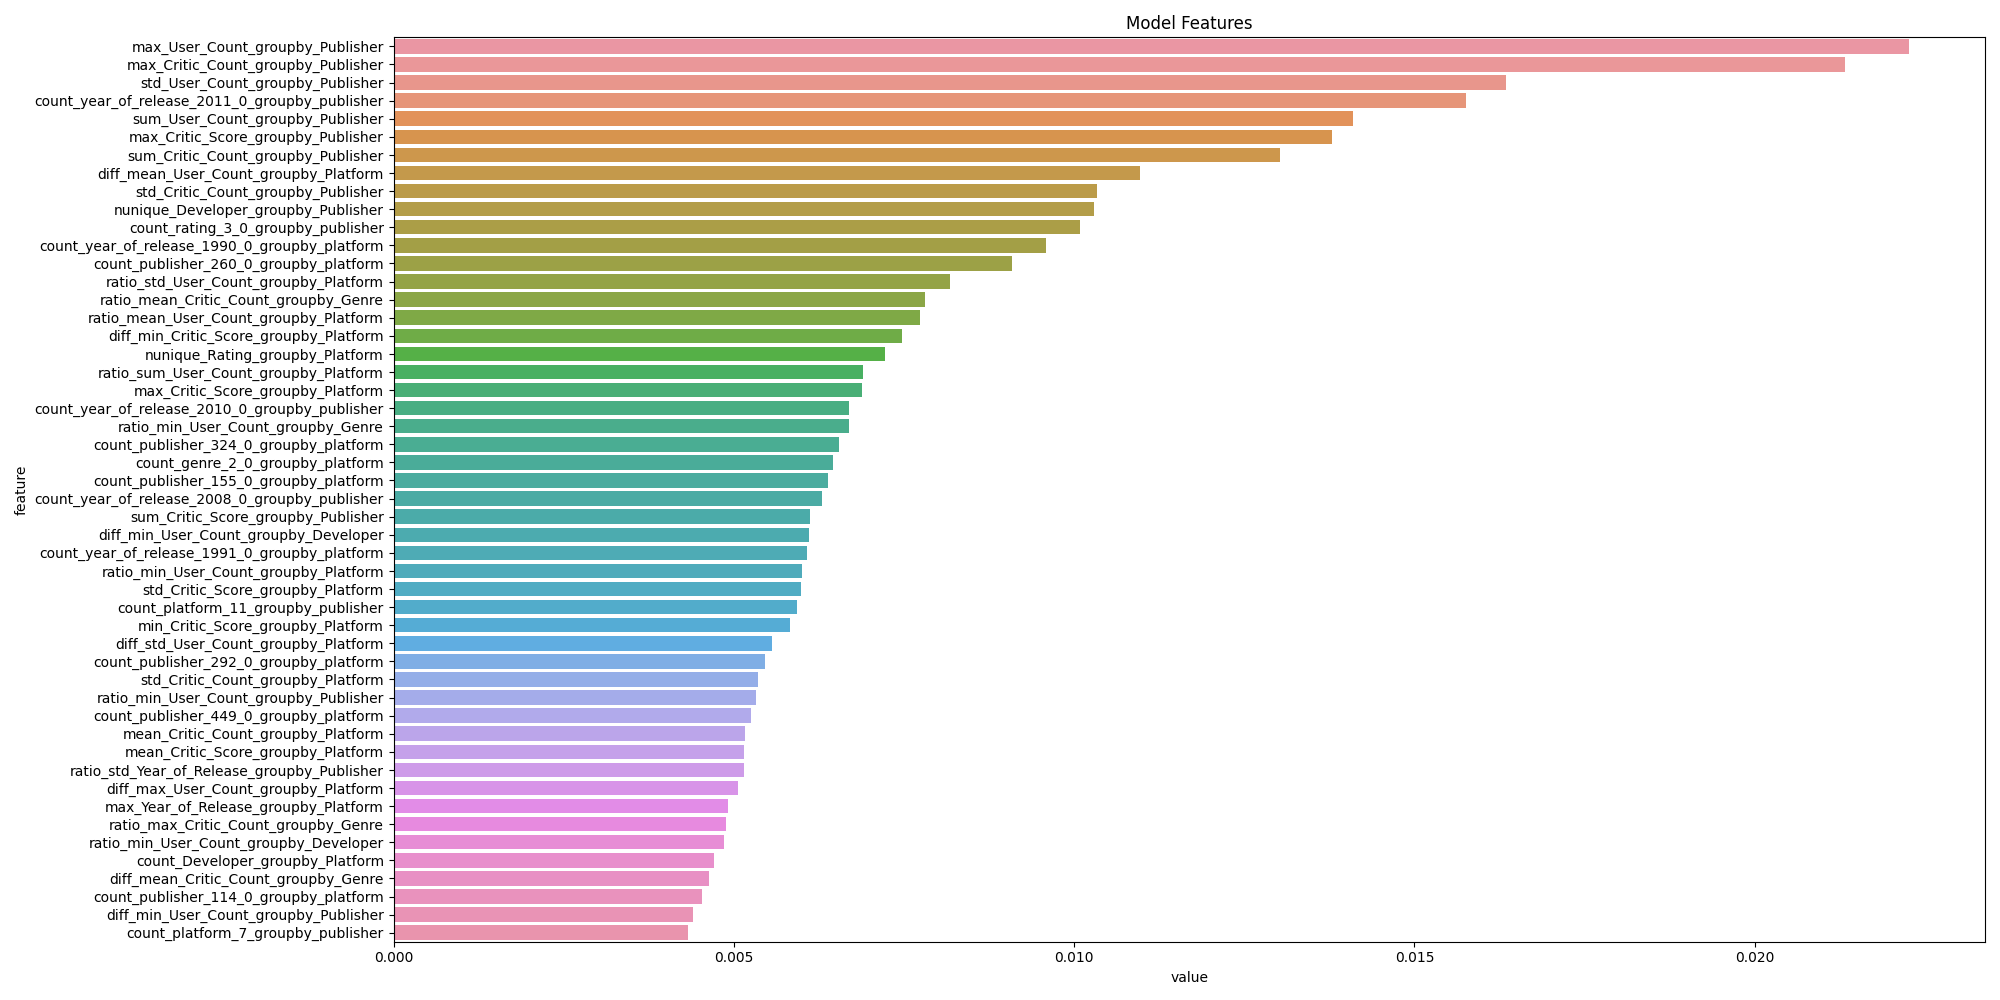 Model Features
max_User_Count_groupby_Publisher
max_Critic_Count_groupby_Publisher
std_User_Count_groupby_Publisher
count_year_of_release_2011_0_groupby_publisher
sum_User_Count_groupby_Publisher
max_Critic_Score_groupby_Publisher
sum_Critic_Count_groupby_Publisher
diff_mean_User_Count_groupby_Platform
std_Critic_Count_groupby_Publisher
nunique_Developer_groupby_Publisher
count_rating_3_0_groupby_publisher
count_year_of_release_1990_0_groupby_platform
count_publisher_260_0_groupby_platform
ratio_std_User_Count_groupby_Platform
ratio_mean_Critic_Count_groupby_Genre
ratio_mean_User_Count_groupby_Platform
diff_min_Critic_Score_groupby_Platform
nunique_Rating_groupby_Platform
ratio_sum_User_Count_groupby_Platform
max_Critic_Score_groupby_Platform
count_year_of_release_2010_0_groupby_publisher
ratio_min_User_Count_groupby_Genre
count_publisher_324_0_groupby_platform
count_genre_2_0_groupby_platform
count_publisher_155_0_groupby_platform
count_year_of_release_2008_0_groupby_publisher
sum_Critic_Score_groupby_Publisher
diff_min_User_Count_groupby_Developer
count_year_of_release_1991_0_groupby_platform
ratio_min_User_Count_groupby_Platform
std_Critic_Score_groupby_Platform
count_platform_11_groupby_publisher
min_Critic_Score_groupby_Platform
diff_std_User_Count_groupby_Platform
count_publisher_292_0_groupby_platform
std_Critic_Count_groupby_Platform
ratio_min_User_Count_groupby_Publisher
count_publisher_449_0_groupby_platform
mean_Critic_Count_groupby_Platform
mean_Critic_Score_groupby_Platform
ratio_std_Year_of_Release_groupby_Publisher
diff_max_User_Count_groupby_Platform
max_Year_of_Release_groupby_Platform
ratio_max_Critic_Count_groupby_Genre
ratio_min_User_Count_groupby_Developer
count_Developer_groupby_Platform
diff_mean_Critic_Count_groupby_Genre
count_publisher_114_0_groupby_platform
diff_min_User_Count_groupby_Publisher
count_platform_7_groupby_publisher
feature
0.000 0.005 0.010 0.015 0.020
value